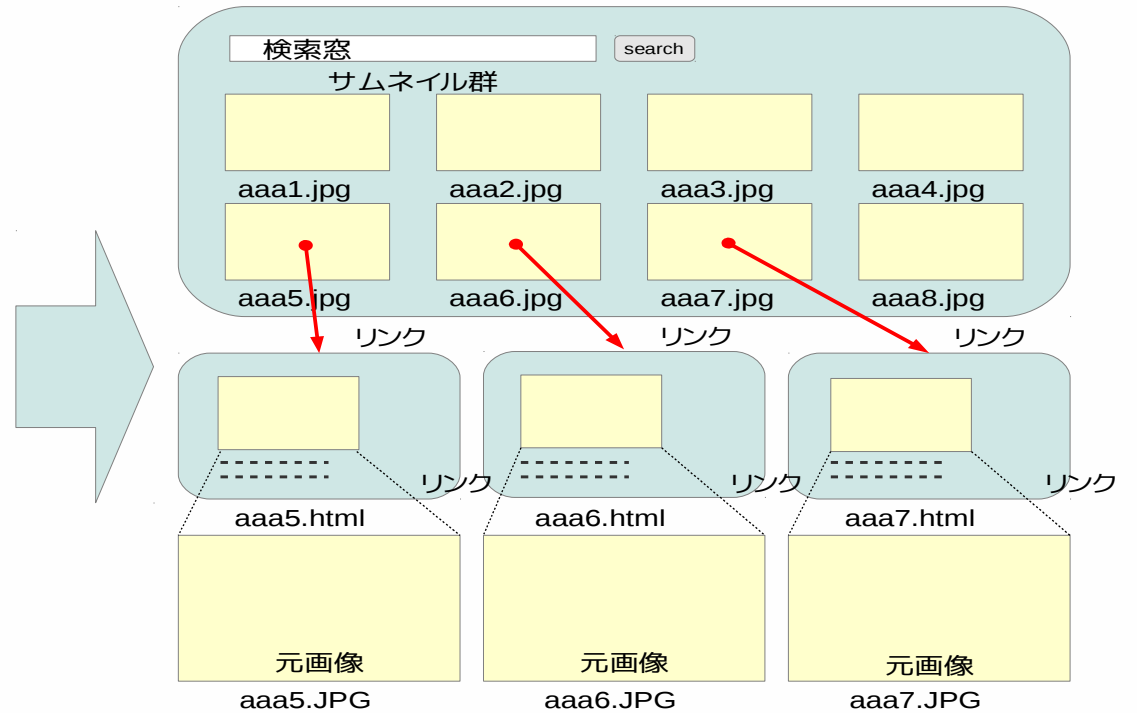 検索窓 search
サムネイル群
aaa1.jpg aaa2.jpg aaa3.jpg aaa4.jpg
aaa5.jpg aaa6.jpg aaa7.jpg aaa8.jpg
リンク リンク リンク
リンク リンク リンク
aaa5.html aaa6.html aaa7.html
元画像 元画像 元画像
aaa5.JPG aaa6.JPG aaa7.JPG